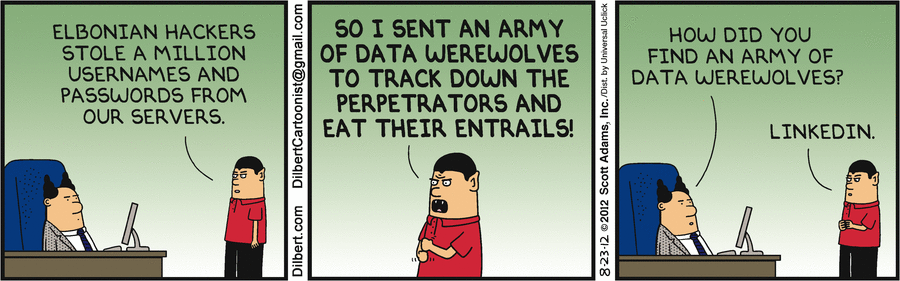 ELBONIAN HACKERS
STOLE A MILLION
USERNAMES AND
PASSWORDS FROM
OUR SERVERS.
Dilbert.com DilbertCartoonist@gmail.com
SO I SENT AN ARMY
OF DATA WEREWOLVES
TO TRACK DOWN THE
PERPETRATORS AND
EAT THEIR ENTRAILS!
8-23-12 ©2012 Scott Adams, Inc./Dist. by Universal Uclick
HOW DID YOU
FIND AN ARMY OF
DATA WEREWOLVES?
LINKEDIN.